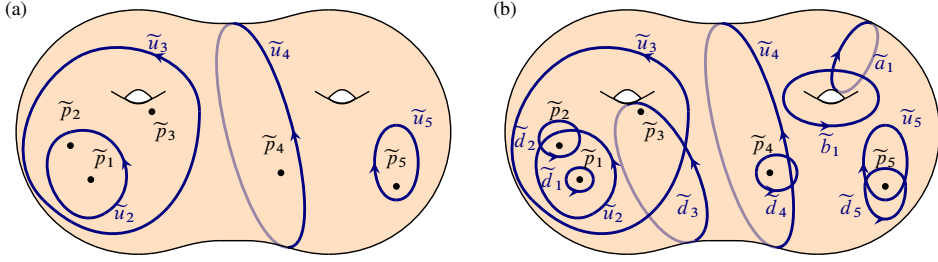 (a)
ũ₃
ũ₄
p̃₂
p̃₃
ũ₅
p̃₁
p̃₄
p̃₅
ũ₂
(b)
ũ₃
ũ₄
ã₁
p̃₂
p̃₃
ũ₅
d̃₂
p̃₁
p̃₄
b̃₁
p̃₅
d̃₁
ũ₂
d̃₃
d̃₄
d̃₅